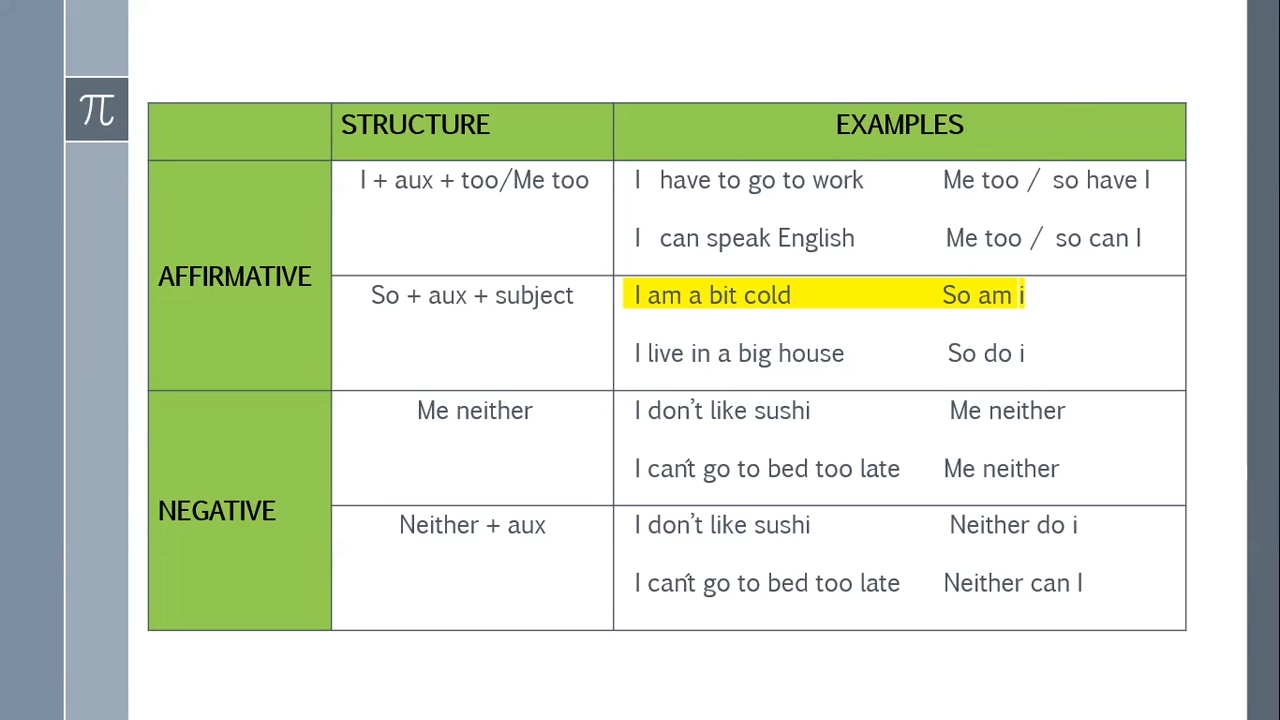 π
STRUCTURE EXAMPLES
AFFIRMATIVE
I + aux + too/Me too
I have to go to work Me too / so have I
I can speak English Me too / so can I
So + aux + subject
I am a bit cold So am i
I live in a big house So do i
NEGATIVE
Me neither
I don’t like sushi Me neither
I can´t go to bed too late Me neither
Neither + aux
I don’t like sushi Neither do i
I can´t go to bed too late Neither can I